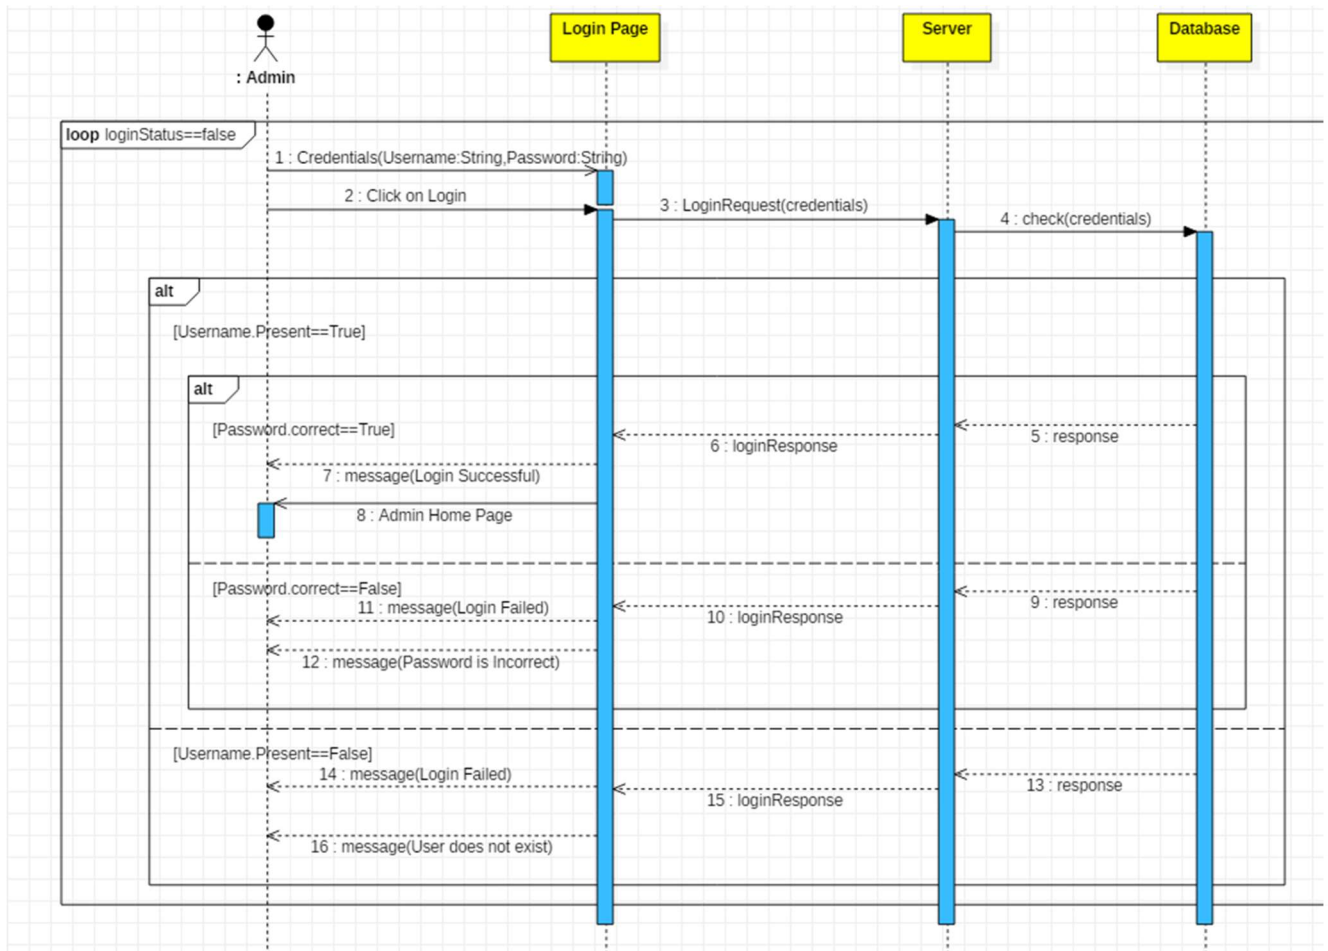 : Admin
Login Page
Server
Database
loop loginStatus==false
1 : Credentials(Username:String,Password:String)
2 : Click on Login
3 : LoginRequest(credentials)
4 : check(credentials)
alt
[Username.Present==True]
alt
[Password.correct==True]
5 : response
6 : loginResponse
7 : message(Login Successful)
8 : Admin Home Page
[Password.correct==False]
9 : response
10 : loginResponse
11 : message(Login Failed)
12 : message(Password is Incorrect)
[Username.Present==False]
13 : response
14 : message(Login Failed)
15 : loginResponse
16 : message(User does not exist)